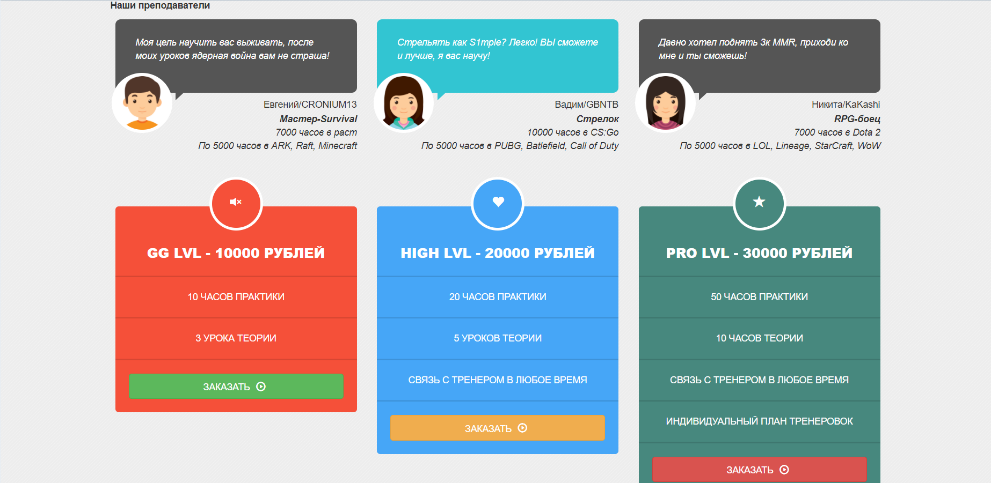 Наши преподаватели
Моя цель научить вас выживать, после
моих уроков ядерная война вам не страша!
Евгений/CRONIUM13
Мастер-Survival
7000 часов в раст
По 5000 часов в ARK, Raft, Minecraft
Стрельять как S1mple? Легко! ВЫ сможете
и лучше, я вас научу!
Вадим/GBNTB
Стрелок
10000 часов в CS:Go
По 5000 часов в PUBG, Batlefield, Call of Duty
Давно хотел поднять 3к MMR, приходи ко
мне и ты сможешь!
Никита/KaKashi
RPG-боец
7000 часов в Dota 2
По 5000 часов в LOL, Lineage, StarCraft, WoW
GG LVL - 10000 РУБЛЕЙ
10 ЧАСОВ ПРАКТИКИ
3 УРОКА ТЕОРИИ
ЗАКАЗАТЬ
HIGH LVL - 20000 РУБЛЕЙ
20 ЧАСОВ ПРАКТИКИ
5 УРОКОВ ТЕОРИИ
СВЯЗЬ С ТРЕНЕРОМ В ЛЮБОЕ ВРЕМЯ
ЗАКАЗАТЬ
PRO LVL - 30000 РУБЛЕЙ
50 ЧАСОВ ПРАКТИКИ
10 ЧАСОВ ТЕОРИИ
СВЯЗЬ С ТРЕНЕРОМ В ЛЮБОЕ ВРЕМЯ
ИНДИВИДУАЛЬНЫЙ ПЛАН ТРЕНЕРОВОК
ЗАКАЗАТЬ